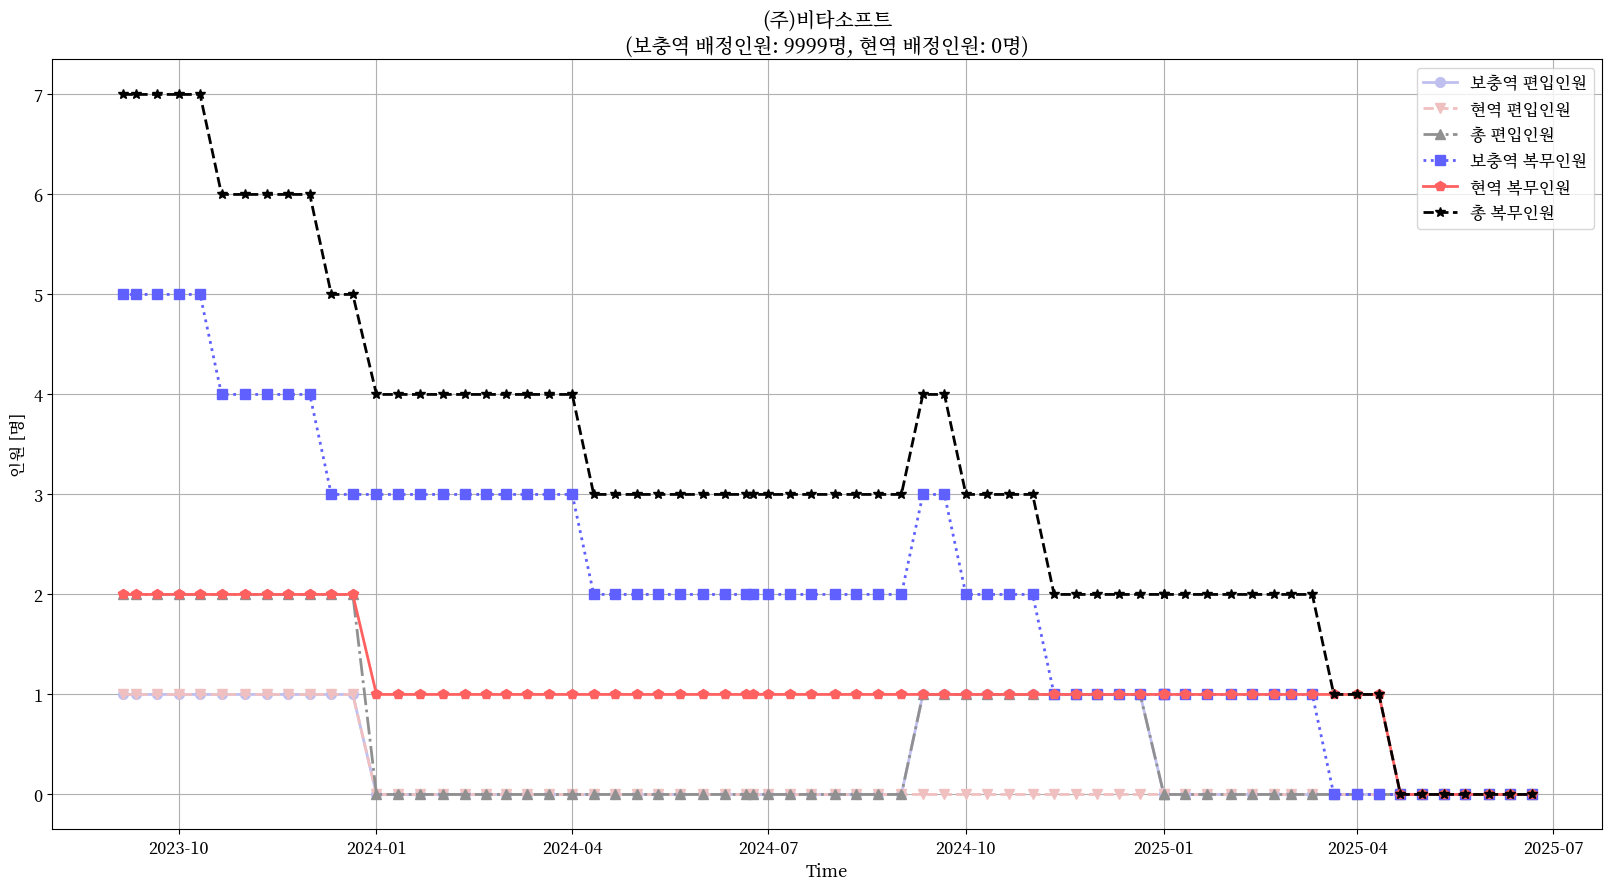 (주)비타소프트
(보충역 배정인원: 9999명, 현역 배정인원: 0명)
보충역 편입인원
현역 편입인원
총 편입인원
보충역 복무인원
현역 복무인원
총 복무인원
인원 [명]
7
6
5
4
3
2
1
0
2023-10
2024-01
2024-04
2024-07
2024-10
2025-01
2025-04
2025-07
Time